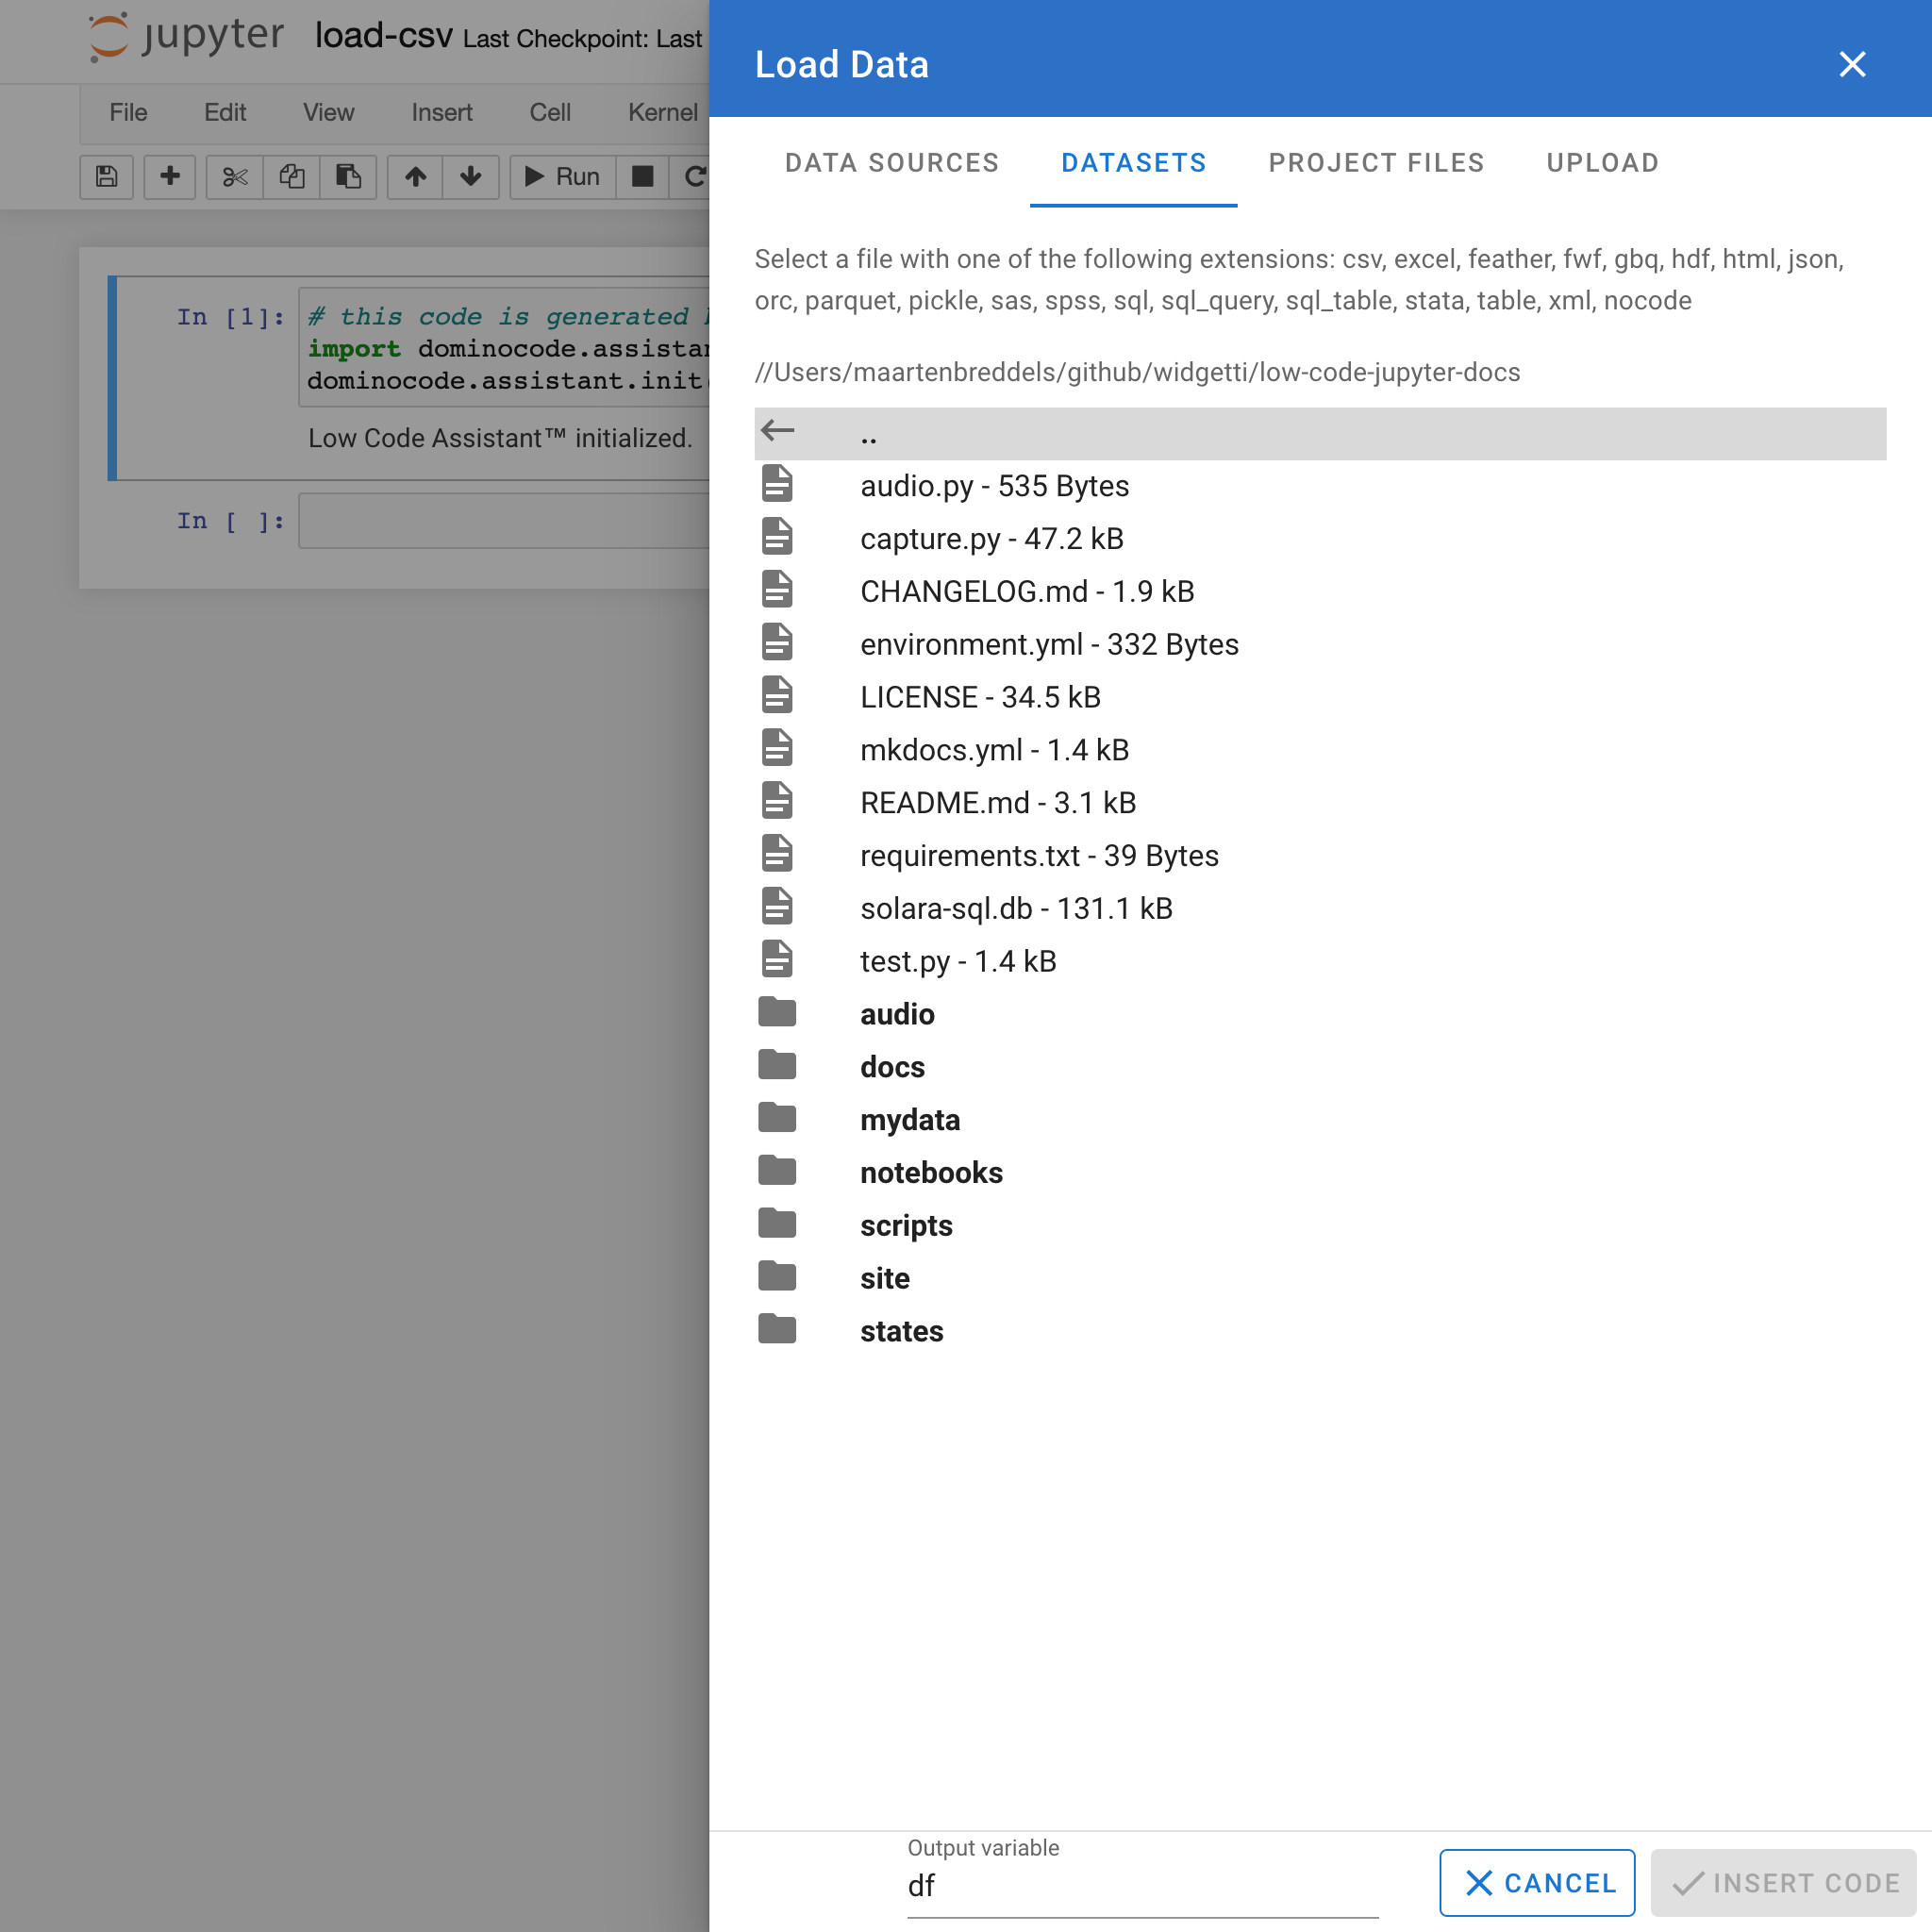 jupyter load-csv Last Checkpoint: Last
File Edit View Insert Cell Kernel
Run
In [1]: # this code is generated
import dominocode.assistan
dominocode.assistant.init
Low Code Assistant™ initialized.
In [ ]:
Load Data
DATA SOURCES DATASETS PROJECT FILES UPLOAD
Select a file with one of the following extensions: csv, excel, feather, fwf, gbq, hdf, html, json,
orc, parquet, pickle, sas, spss, sql, sql_query, sql_table, stata, table, xml, nocode
//Users/maartenbreddels/github/widgetti/low-code-jupyter-docs
..
audio.py - 535 Bytes
capture.py - 47.2 kB
CHANGELOG.md - 1.9 kB
environment.yml - 332 Bytes
LICENSE - 34.5 kB
mkdocs.yml - 1.4 kB
README.md - 3.1 kB
requirements.txt - 39 Bytes
solara-sql.db - 131.1 kB
test.py - 1.4 kB
audio
docs
mydata
notebooks
scripts
site
states
Output variable
df
CANCEL INSERT CODE